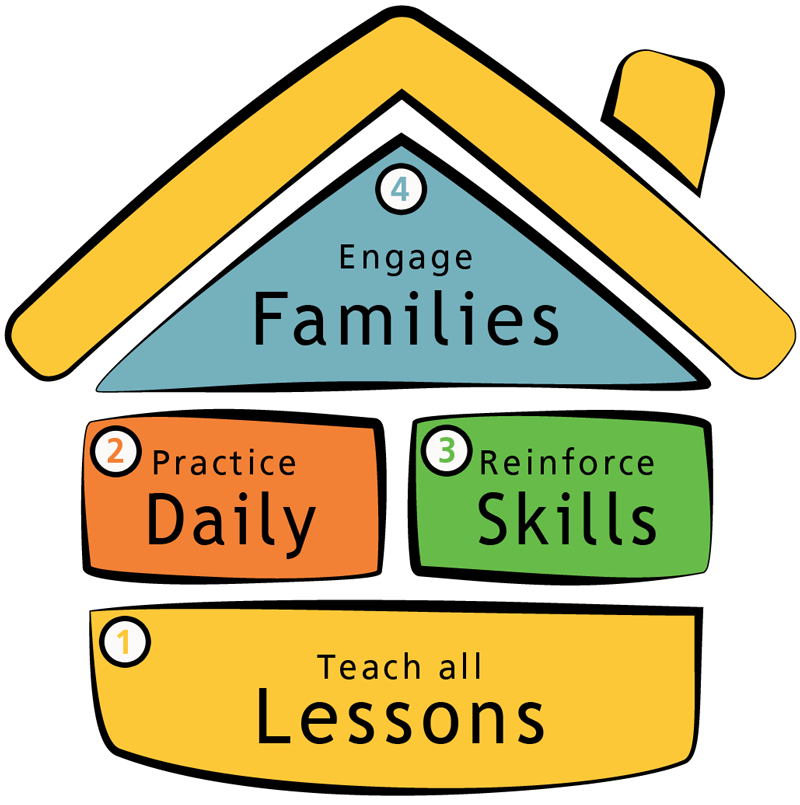 4
Engage
Families
2
Practice
Daily
3
Reinforce
Skills
1
Teach all
Lessons